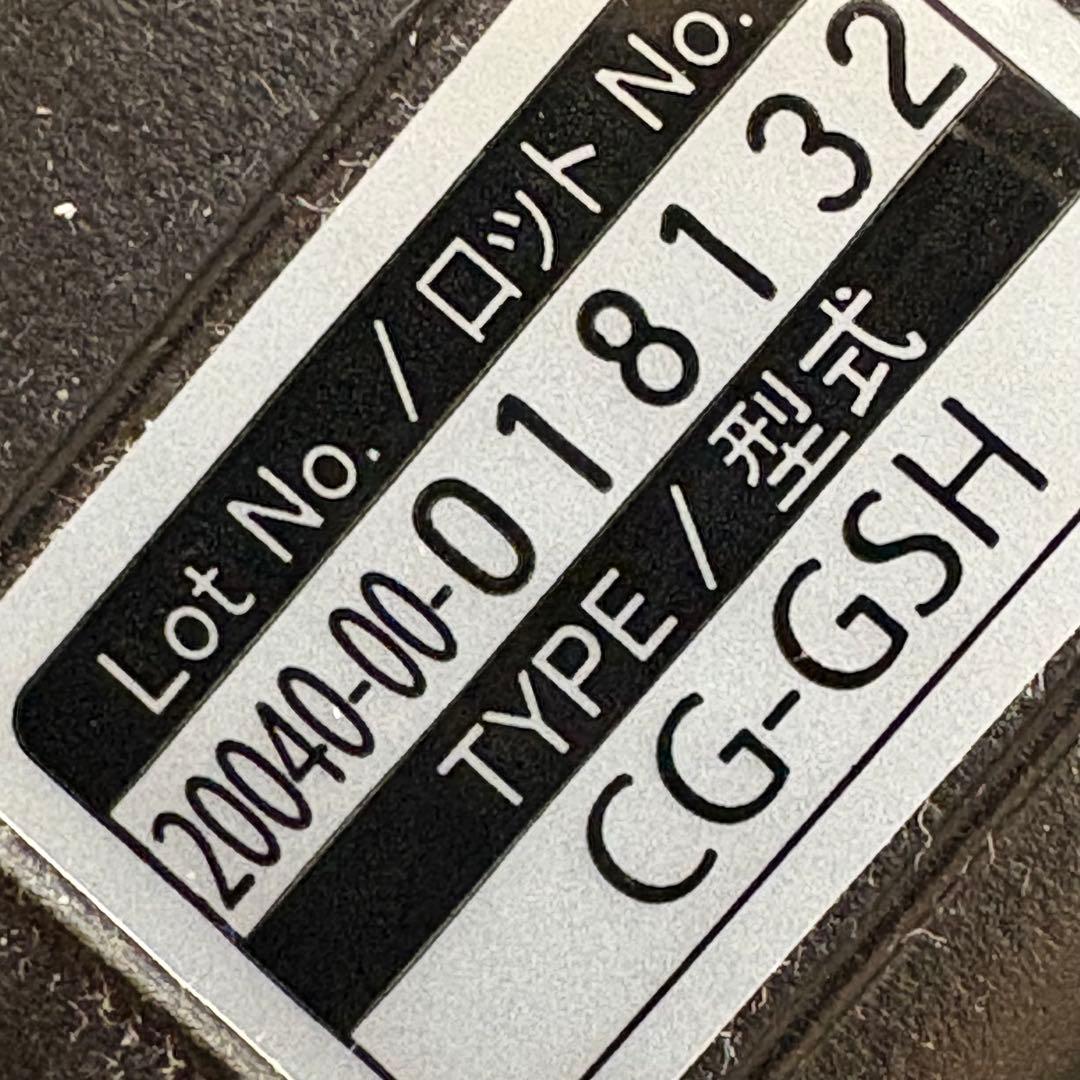 Lot No. / ロット No.
20040-00-018132
TYPE / 型式
CG-GSH